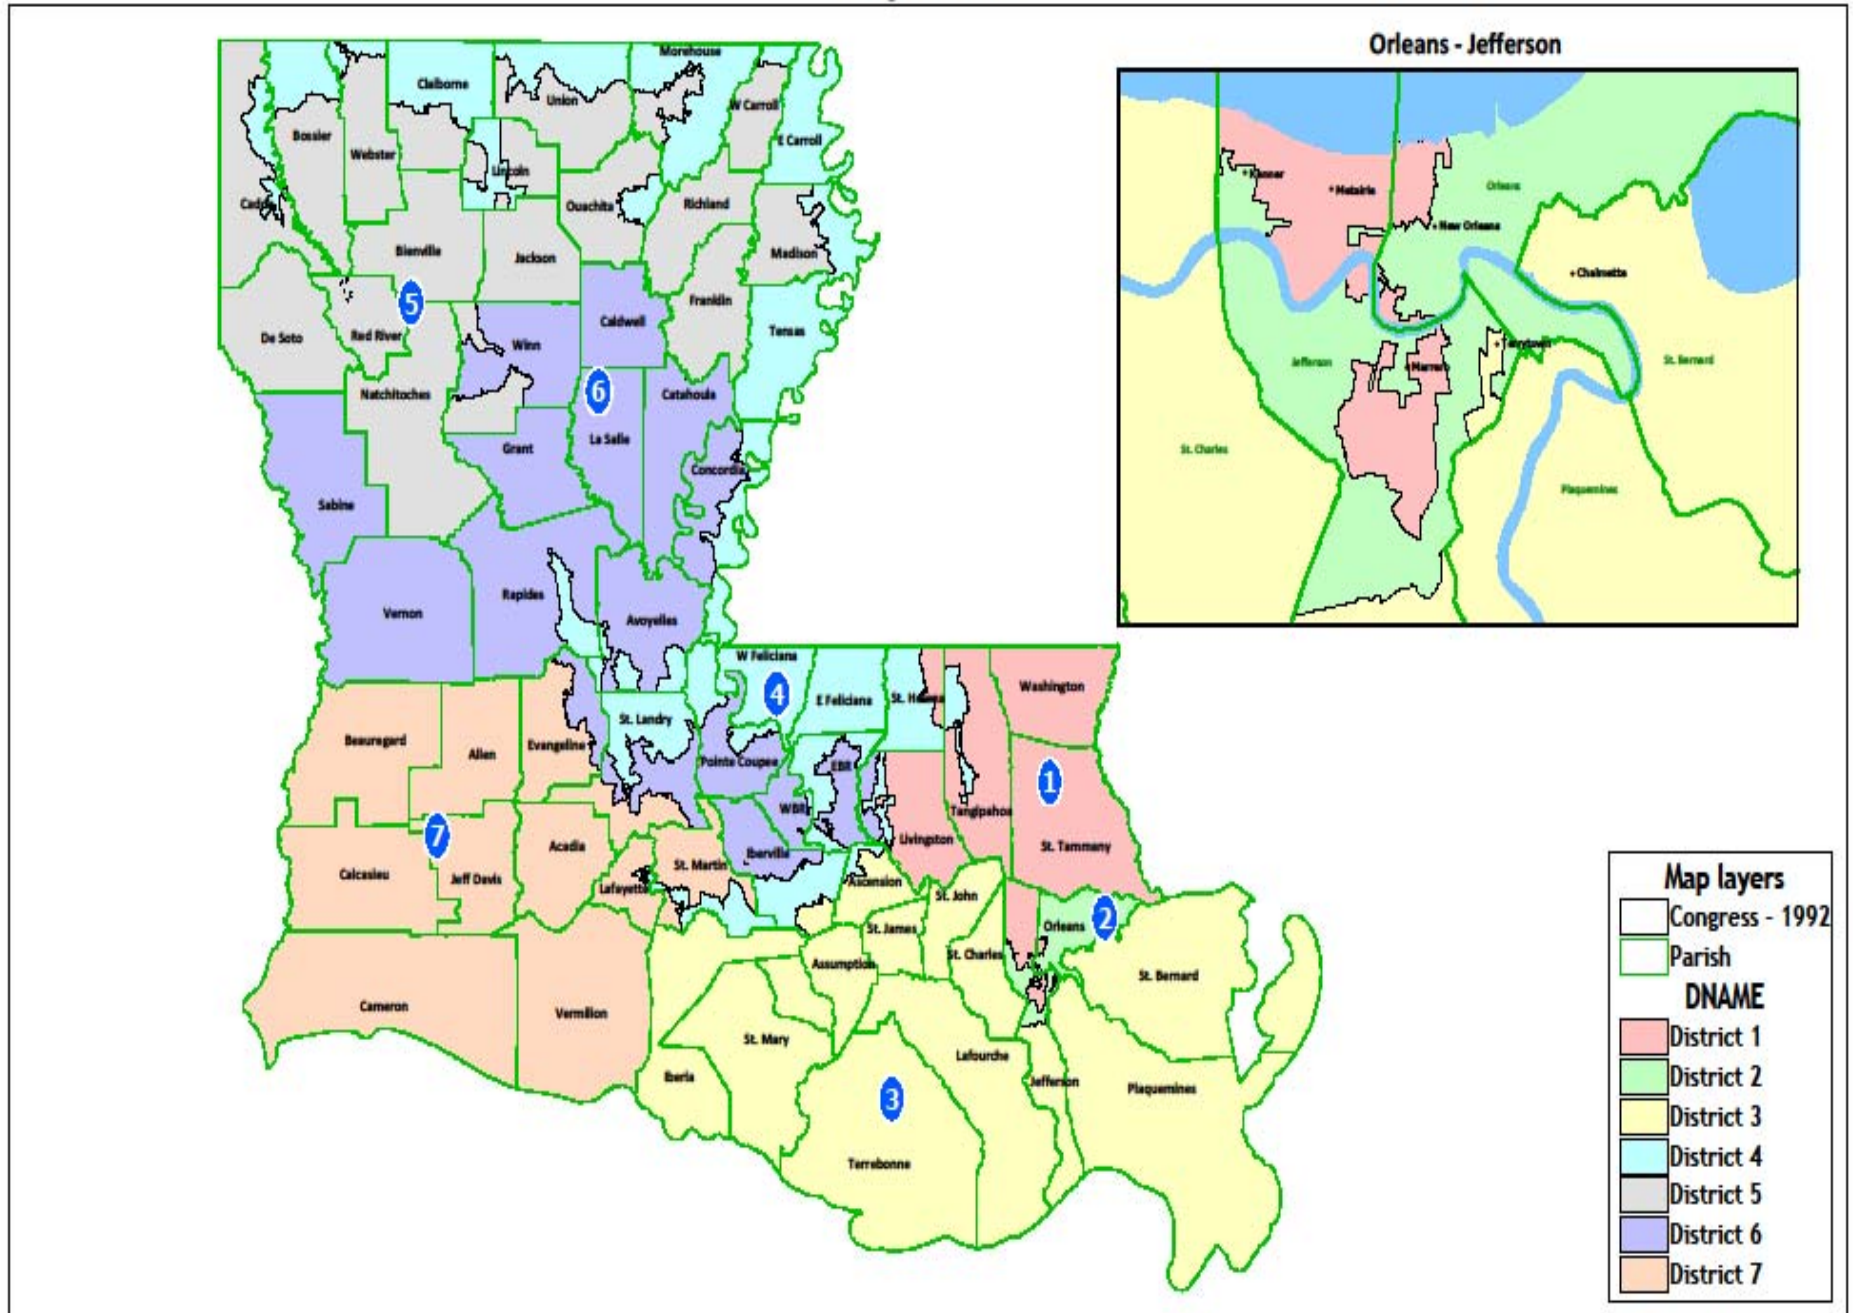 Orleans - Jefferson
Morehouse
Claiborne
Union
W Carroll
Bossier
E Carroll
Webster
Lincoln
Caddo
Ouachita
Richland
Bienville
Jackson
Madison
5
Franklin
De Soto
Red River
Winn
Caldwell
Tensas
6
Natchitoches
Catahoula
La Salle
Grant
Concordia
Sabine
Vernon
Rapides
Avoyelles
W Feliciana
4
E Feliciana
St. Helena
Washington
St. Landry
Beauregard
Allen
Evangeline
Pointe Coupee
EBR
1
WBR
Tangipahoa
7
Acadia
Livingston
St. Tammany
Calcasieu
Jeff Davis
Lafayette
St. Martin
Iberville
Ascension
St. John
Orleans
2
St. James
St. Charles
Assumption
St. Bernard
Cameron
Vermilion
St. Mary
Lafourche
Iberia
Jefferson
Plaquemines
3
Terrebonne
Kenner
Metairie
Orleans
New Orleans
Chalmette
Jefferson
Terrytown
Marrero
St. Bernard
St. Charles
Plaquemines
Map layers
Congress - 1992
Parish
DNAME
District 1
District 2
District 3
District 4
District 5
District 6
District 7